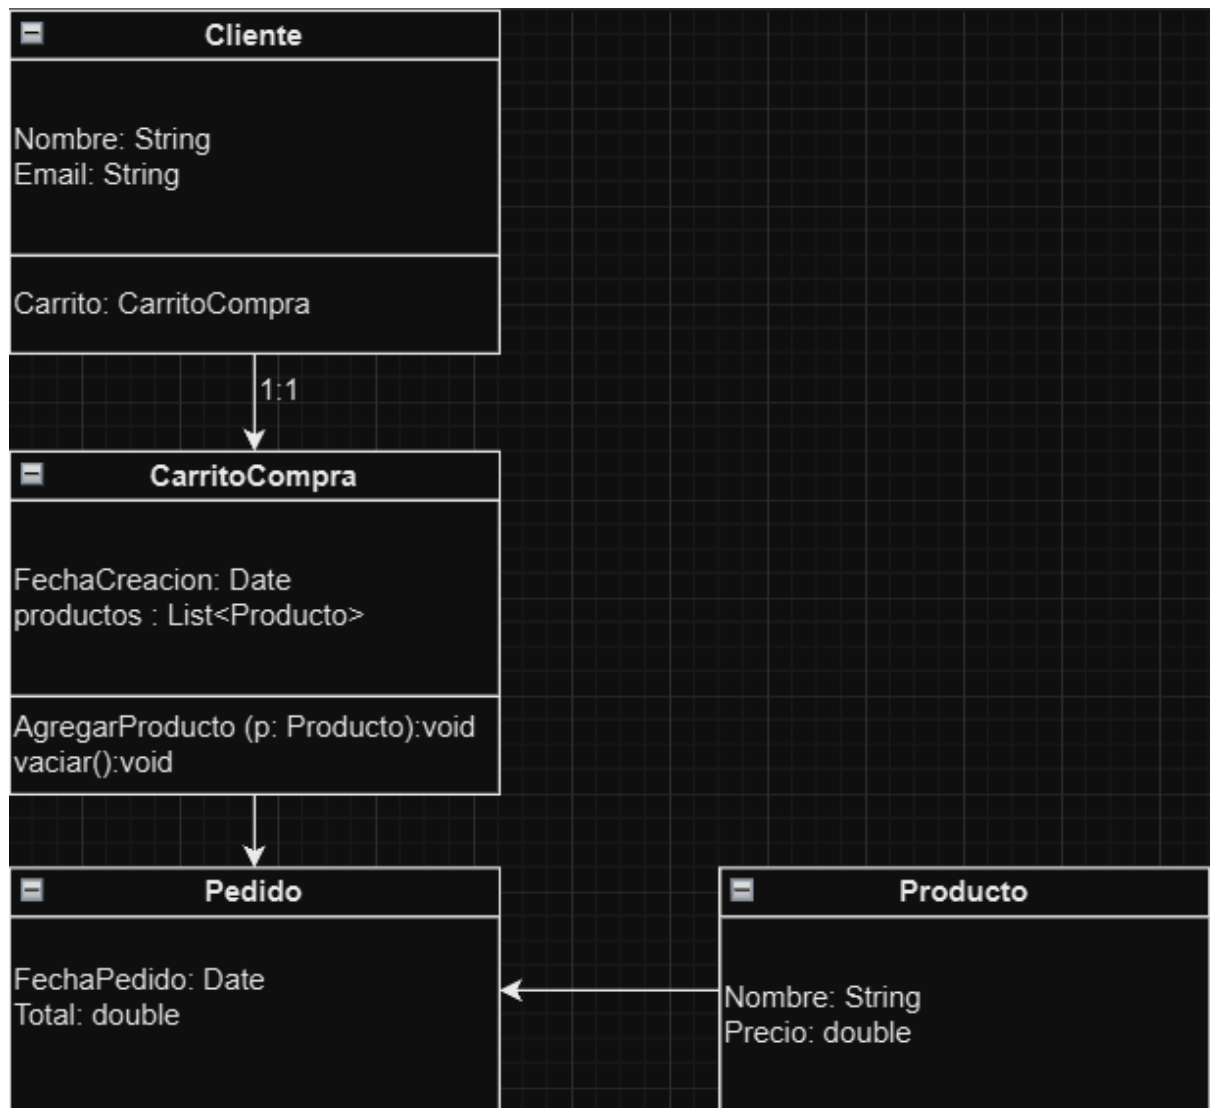 Cliente
Nombre: String
Email: String
Carrito: CarritoCompra
1:1
CarritoCompra
FechaCreacion: Date
productos : List<Producto>
AgregarProducto (p: Producto):void
vaciar():void
Pedido
FechaPedido: Date
Total: double
Producto
Nombre: String
Precio: double